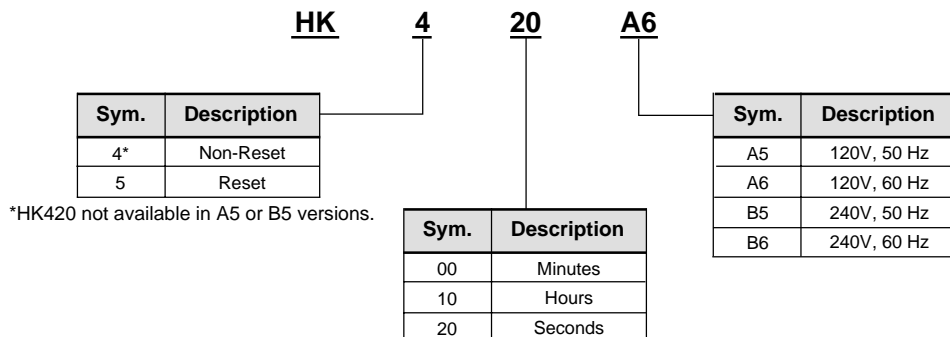 HK 4 20 A6
Sym. Description
4* Non-Reset
5 Reset
*HK420 not available in A5 or B5 versions.
Sym. Description
00 Minutes
10 Hours
20 Seconds
Sym. Description
A5 120V, 50 Hz
A6 120V, 60 Hz
B5 240V, 50 Hz
B6 240V, 60 Hz